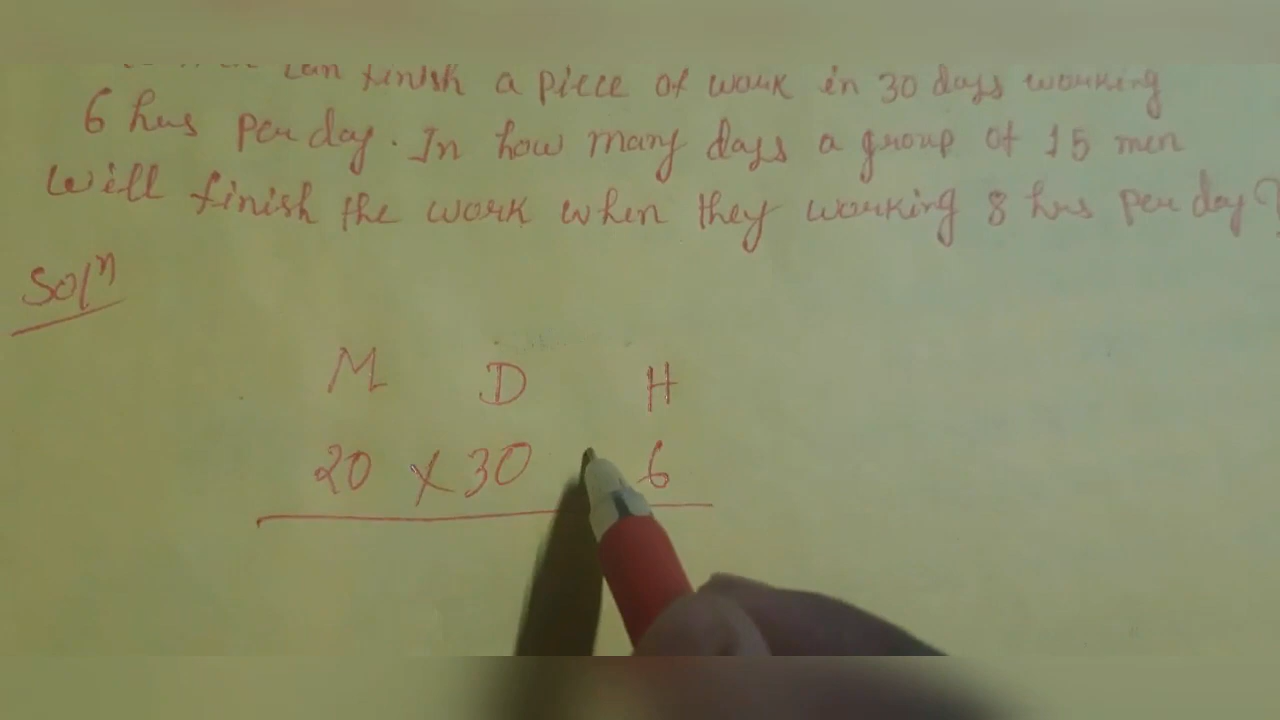 can finish a piece of work in 30 days working
6 hrs per day. In how many days a group of 15 men
will finish the work when they working 8 hrs per day?
Solⁿ
M D H
20 x 30 6